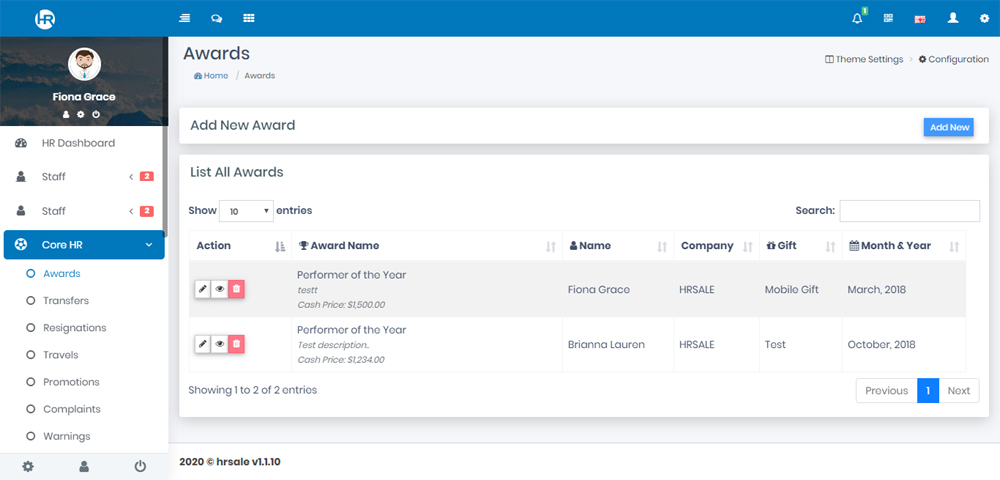 HR
1
Awards
Home / Awards
Theme Settings > Configuration
Fiona Grace
HR Dashboard
Staff < 2
Staff < 2
Core HR
Awards
Transfers
Resignations
Travels
Promotions
Complaints
Warnings
Add New Award
Add New
List All Awards
Show 10 entries
Search:
Action Award Name Name Company Gift Month & Year
Performer of the Year
testt
Cash Price: $1,500.00
Fiona Grace HRSALE Mobile Gift March, 2018
Performer of the Year
Test description..
Cash Price: $1,234.00
Brianna Lauren HRSALE Test October, 2018
Showing 1 to 2 of 2 entries
Previous 1 Next
2020 © hrsale v1.1.10